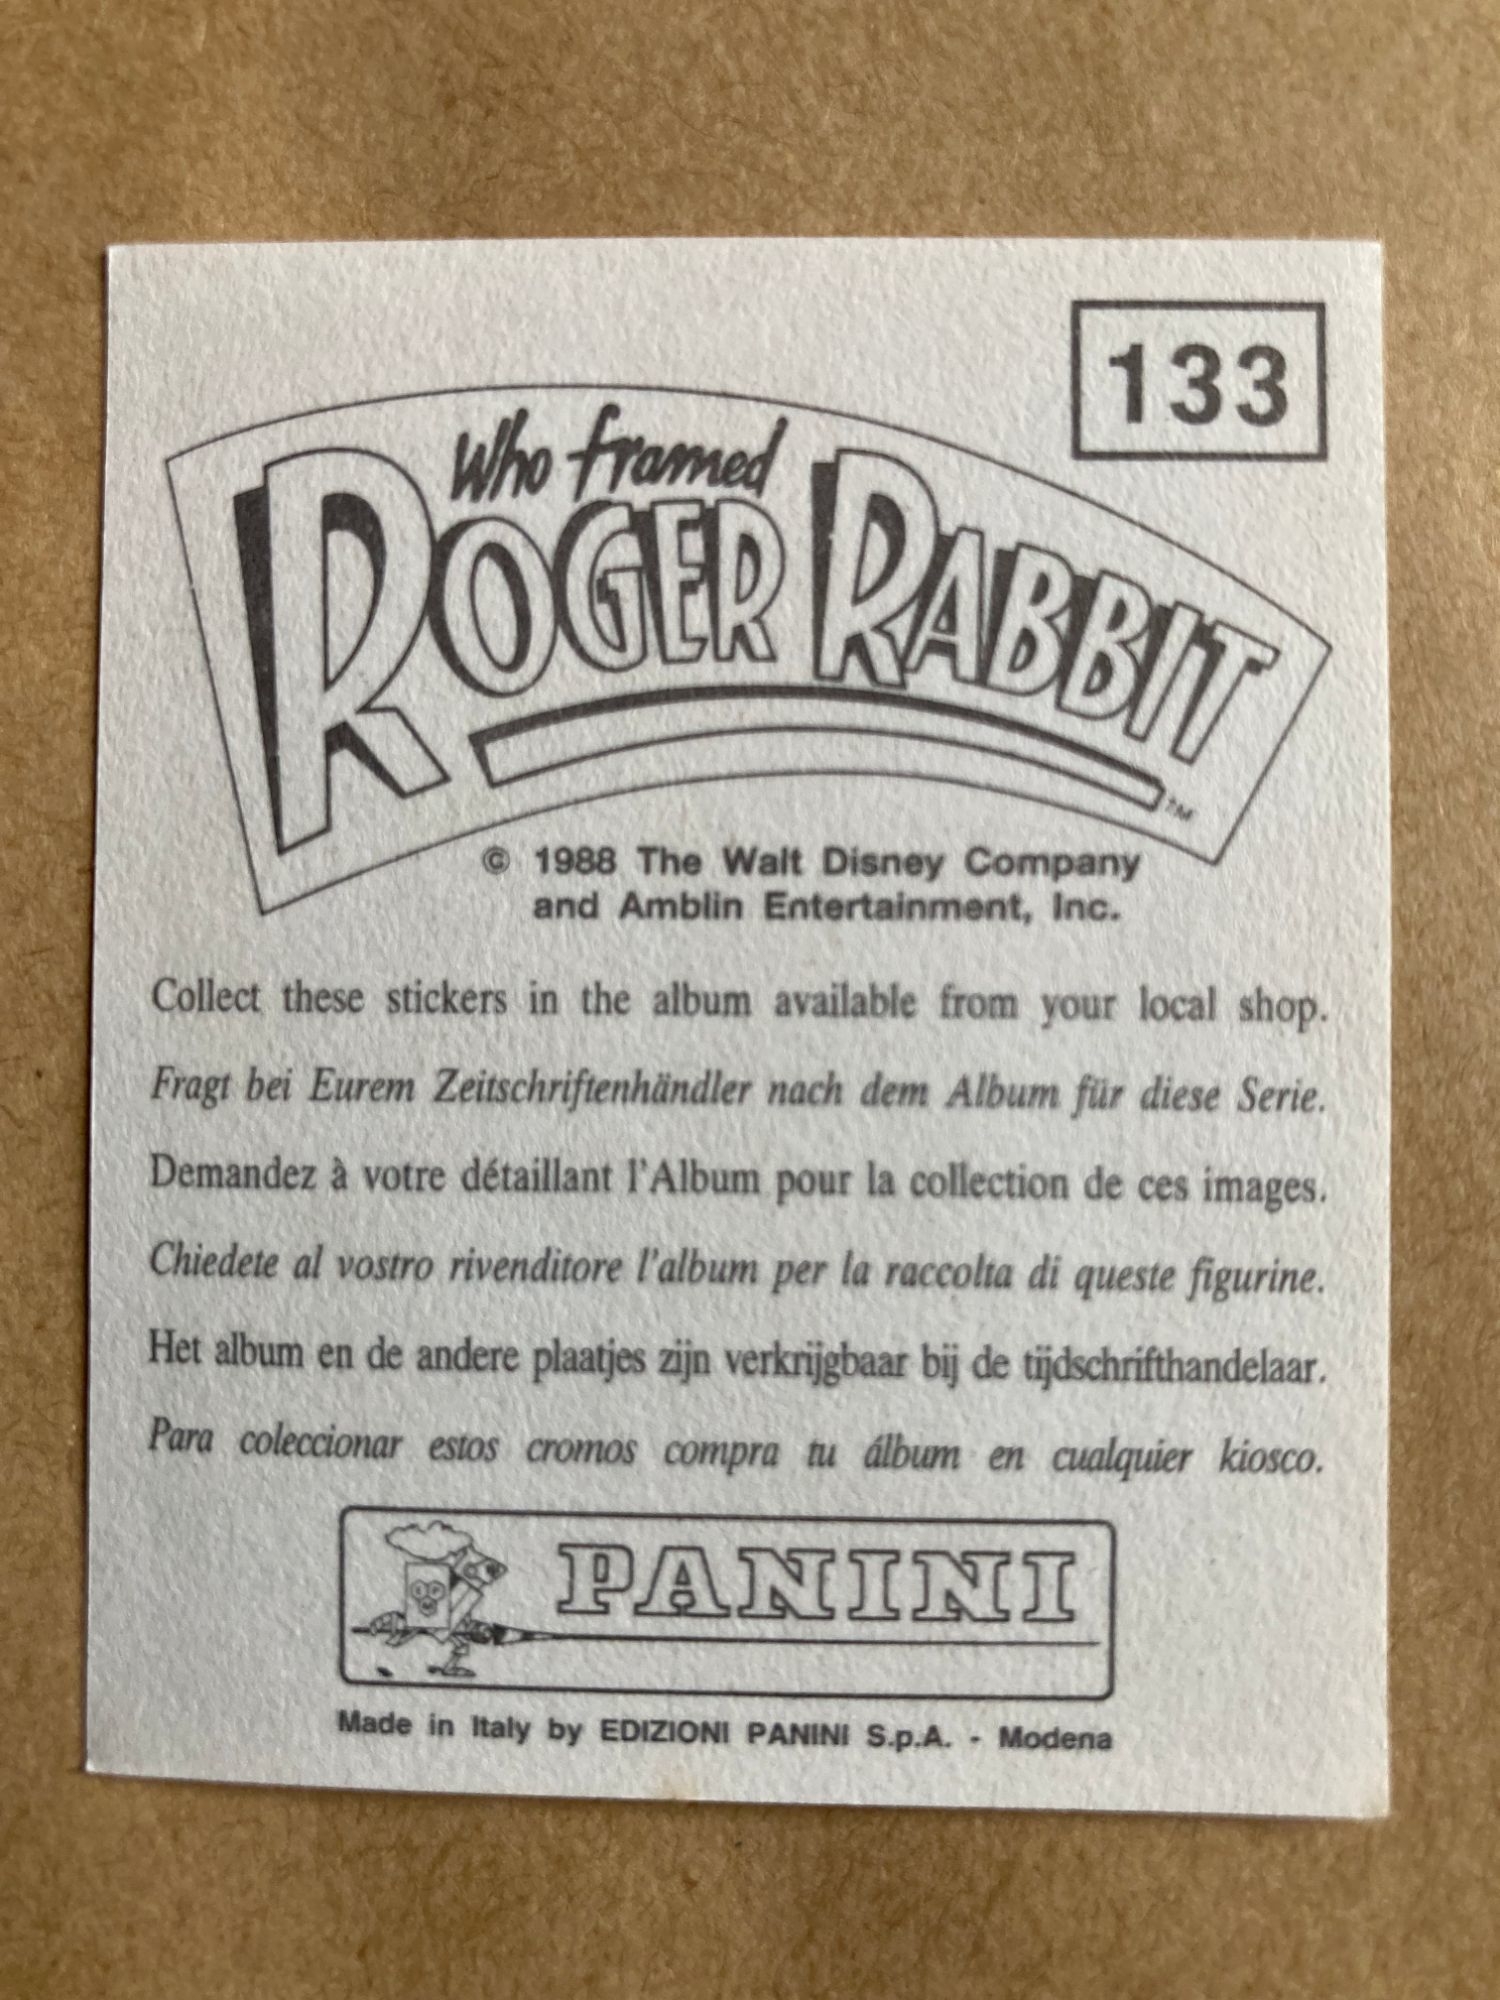 133
Who framed
ROGER RABBIT
TM
© 1988 The Walt Disney Company
and Amblin Entertainment, Inc.
Collect these stickers in the album available from your local shop.
Fragt bei Eurem Zeitschriftenhändler nach dem Album für diese Serie.
Demandez à votre détaillant l'Album pour la collection de ces images.
Chiedete al vostro rivenditore l'album per la raccolta di queste figurine.
Het album en de andere plaatjes zijn verkrijgbaar bij de tijdschrifthandelaar.
Para coleccionar estos cromos compra tu álbum en cualquier kiosco.
PANINI
Made in Italy by EDIZIONI PANINI S.p.A. - Modena